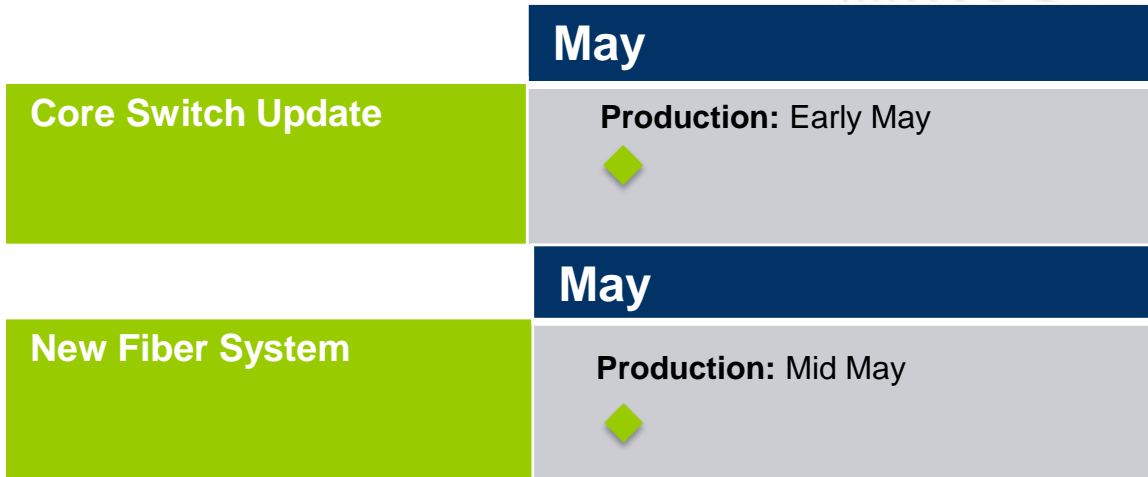 May
Core Switch Update
Production: Early May
May
New Fiber System
Production: Mid May